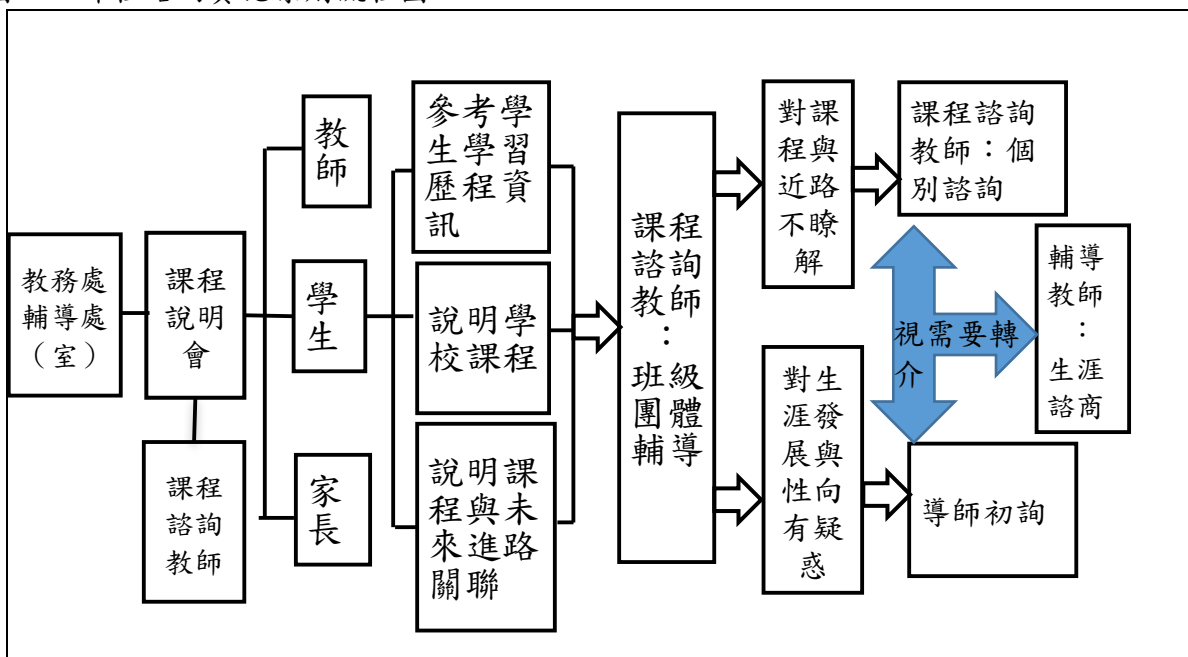 教務處
輔導處
（室）
課程
說明
會
課程
諮詢
教師
教
師
學
生
家
長
參考學
生學習
歷程資
訊
說明學
校課程
說明課
程與未
來進路
關聯
課程
諮詢
教師
：
班級
團體
輔導
對課
程與
近路
不瞭
解
課程諮詢
教師：個
別諮詢
對生
涯發
展與
性向
有疑
惑
導師初詢
視需要轉
介
輔導
教師
：
生涯
諮商